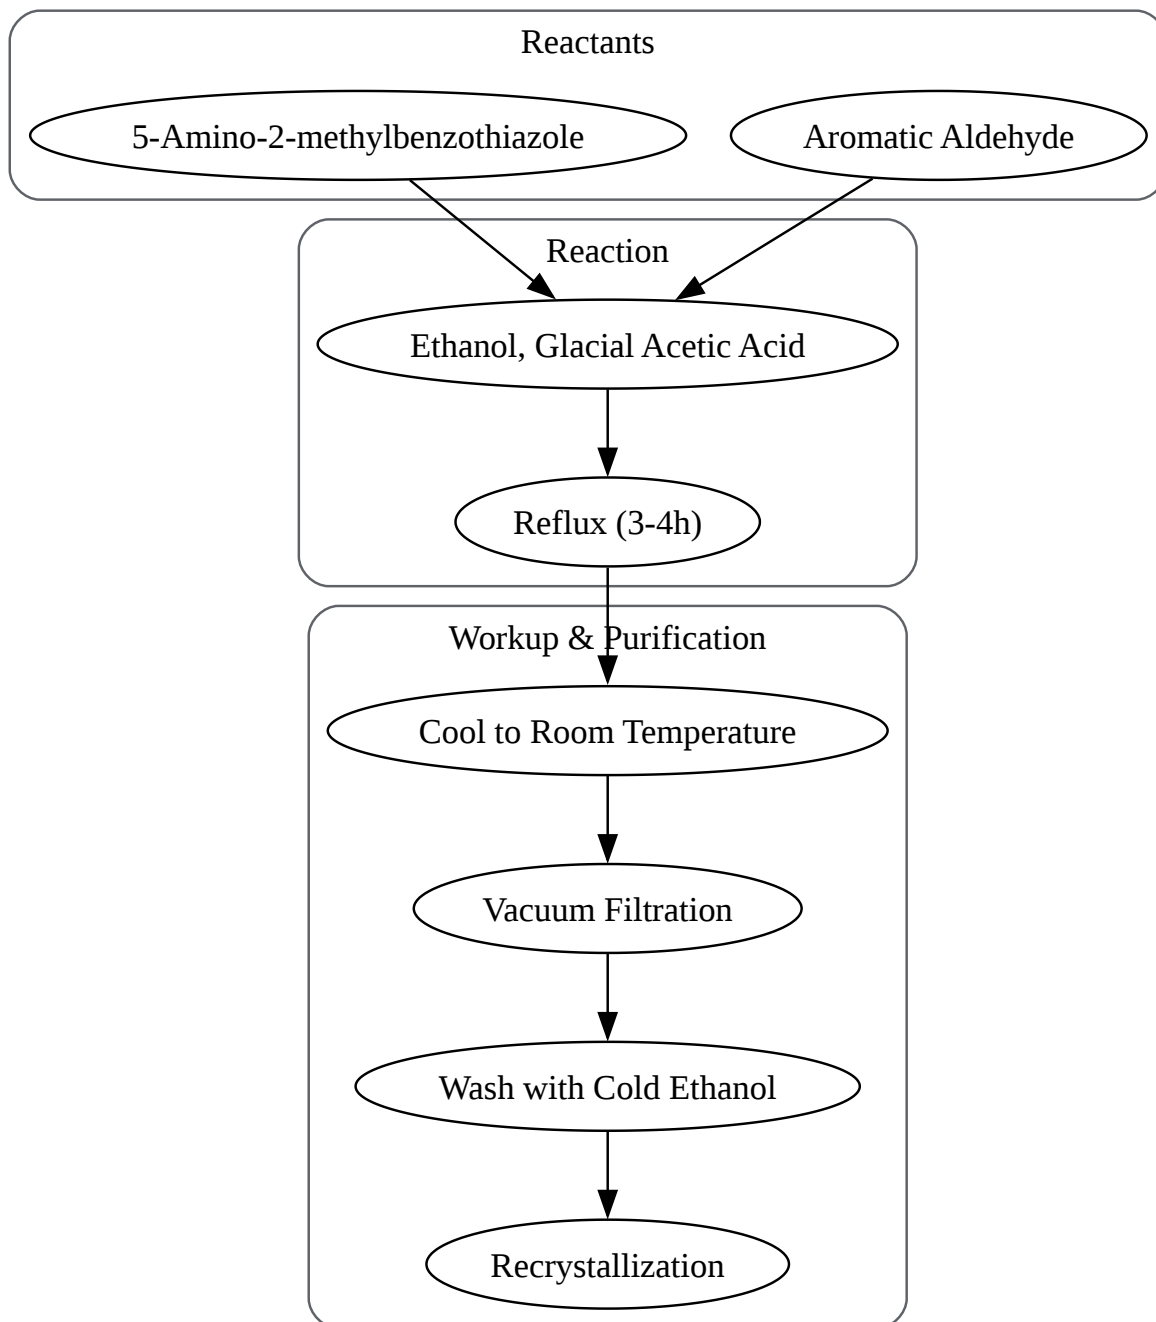 Reactants
5-Amino-2-methylbenzothiazole
Aromatic Aldehyde
Reaction
Ethanol, Glacial Acetic Acid
Reflux (3-4h)
Workup & Purification
Cool to Room Temperature
Vacuum Filtration
Wash with Cold Ethanol
Recrystallization